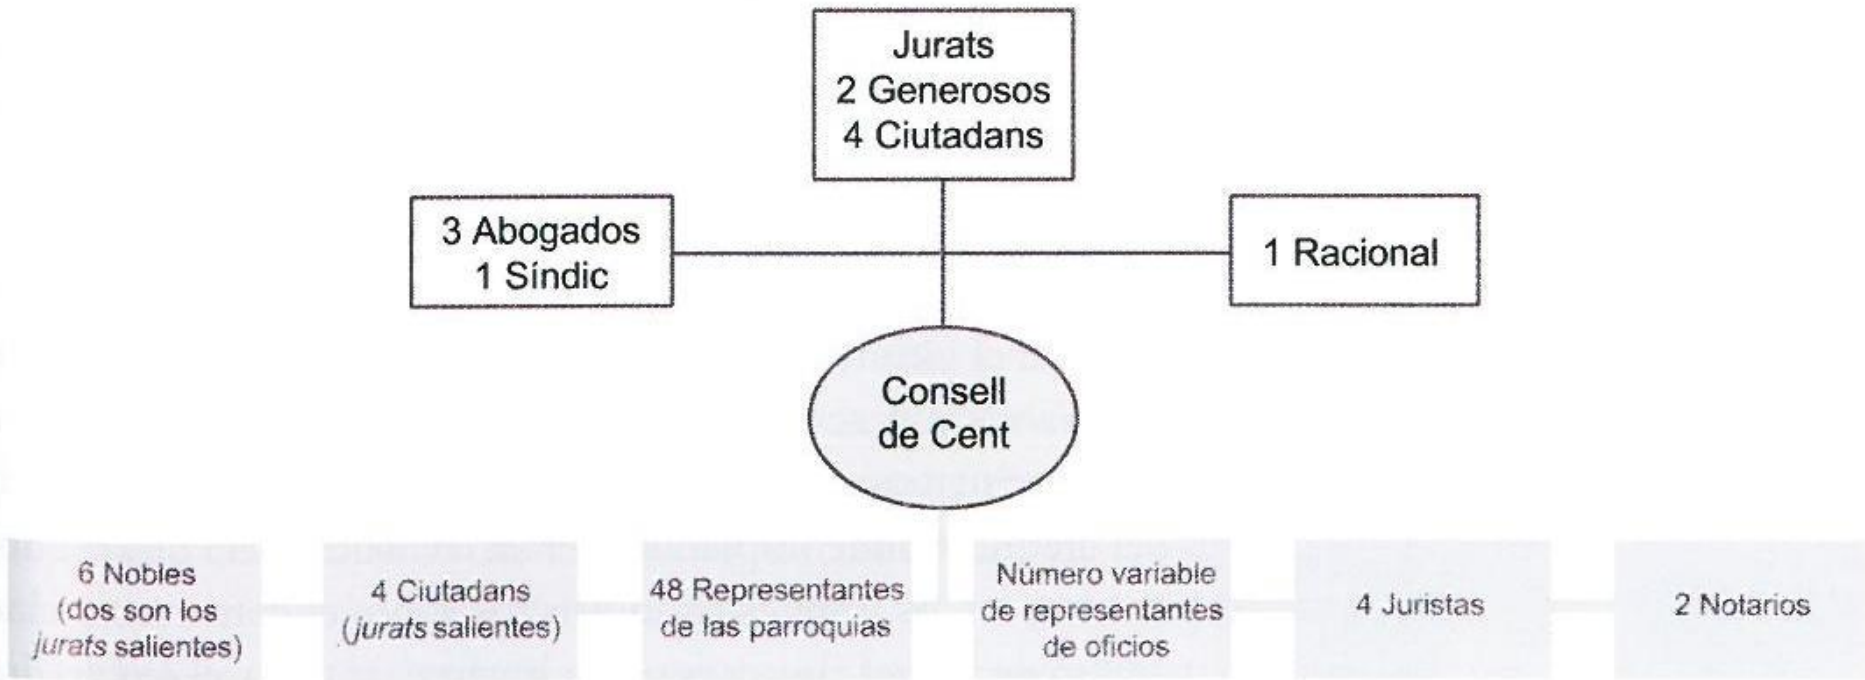 Jurats
2 Generosos
4 Ciutadans
3 Abogados
1 Síndic
1 Racional
Consell
de Cent
6 Nobles
(dos son los
jurats salientes)
4 Ciutadans
(jurats salientes)
48 Representantes
de las parroquias
Número variable
de representantes
de oficios
4 Juristas
2 Notarios